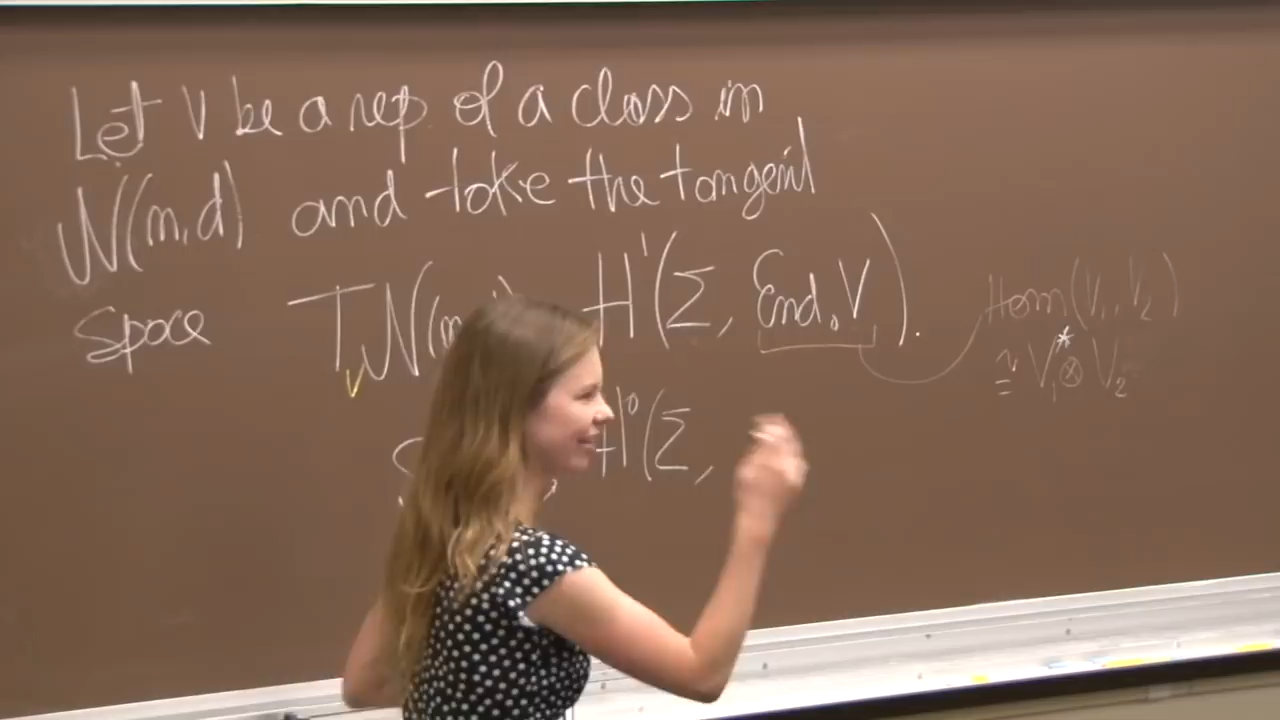 Let V be a rep of a class in
N(n,d) and take the tangent
space T_V N(n H¹(Σ, End₀V).
Hom(V₁, V₂)
≅ V₁* ⊗ V₂
H⁰(Σ,